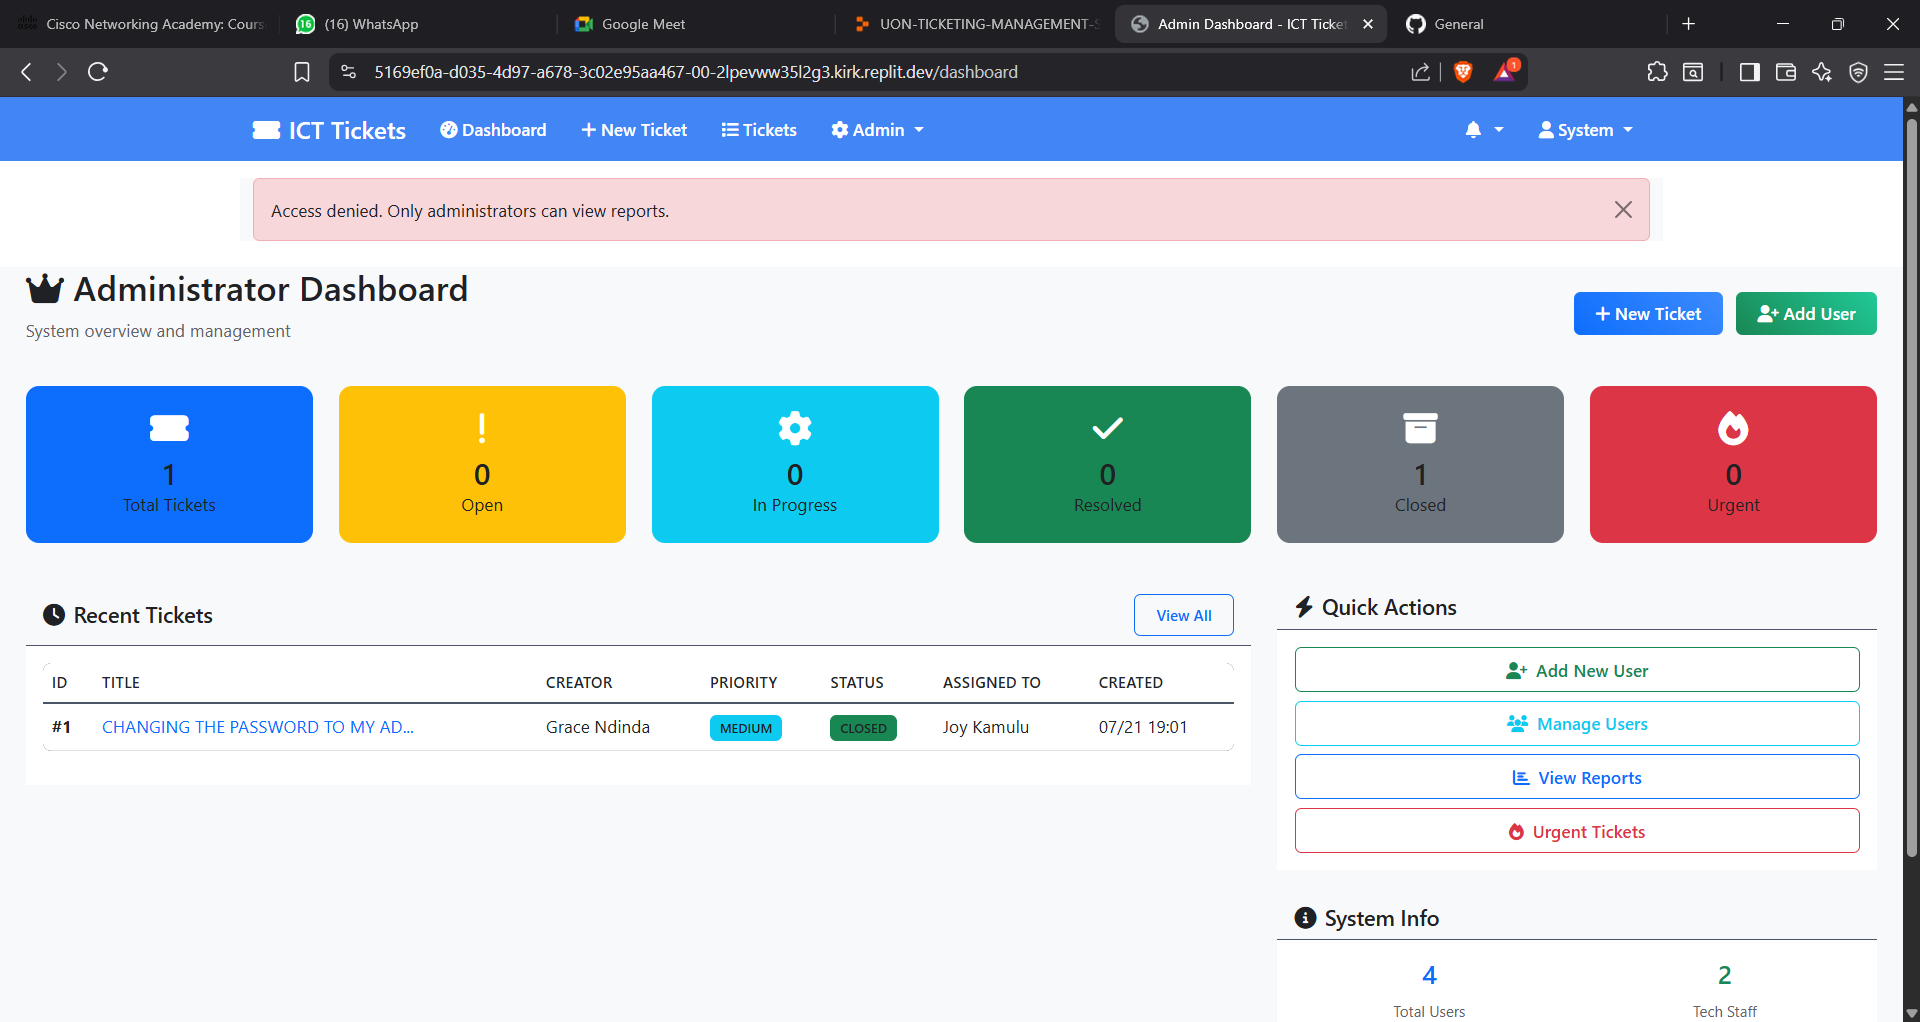 Cisco Networking Academy: Cours
(16) WhatsApp
Google Meet
UON-TICKETING-MANAGEMENT-S
Admin Dashboard - ICT Ticket
General
5169ef0a-d035-4d97-a678-3c02e95aa467-00-2lpevww35l2g3.kirk.replit.dev/dashboard
1
ICT Tickets
Dashboard
New Ticket
Tickets
Admin
System
Access denied. Only administrators can view reports.
Administrator Dashboard
System overview and management
New Ticket
Add User
1
Total Tickets
0
Open
0
In Progress
0
Resolved
1
Closed
0
Urgent
Recent Tickets
View All
ID TITLE CREATOR PRIORITY STATUS ASSIGNED TO CREATED
#1 CHANGING THE PASSWORD TO MY AD... Grace Ndinda MEDIUM CLOSED Joy Kamulu 07/21 19:01
Quick Actions
Add New User
Manage Users
View Reports
Urgent Tickets
System Info
4
Total Users
2
Tech Staff